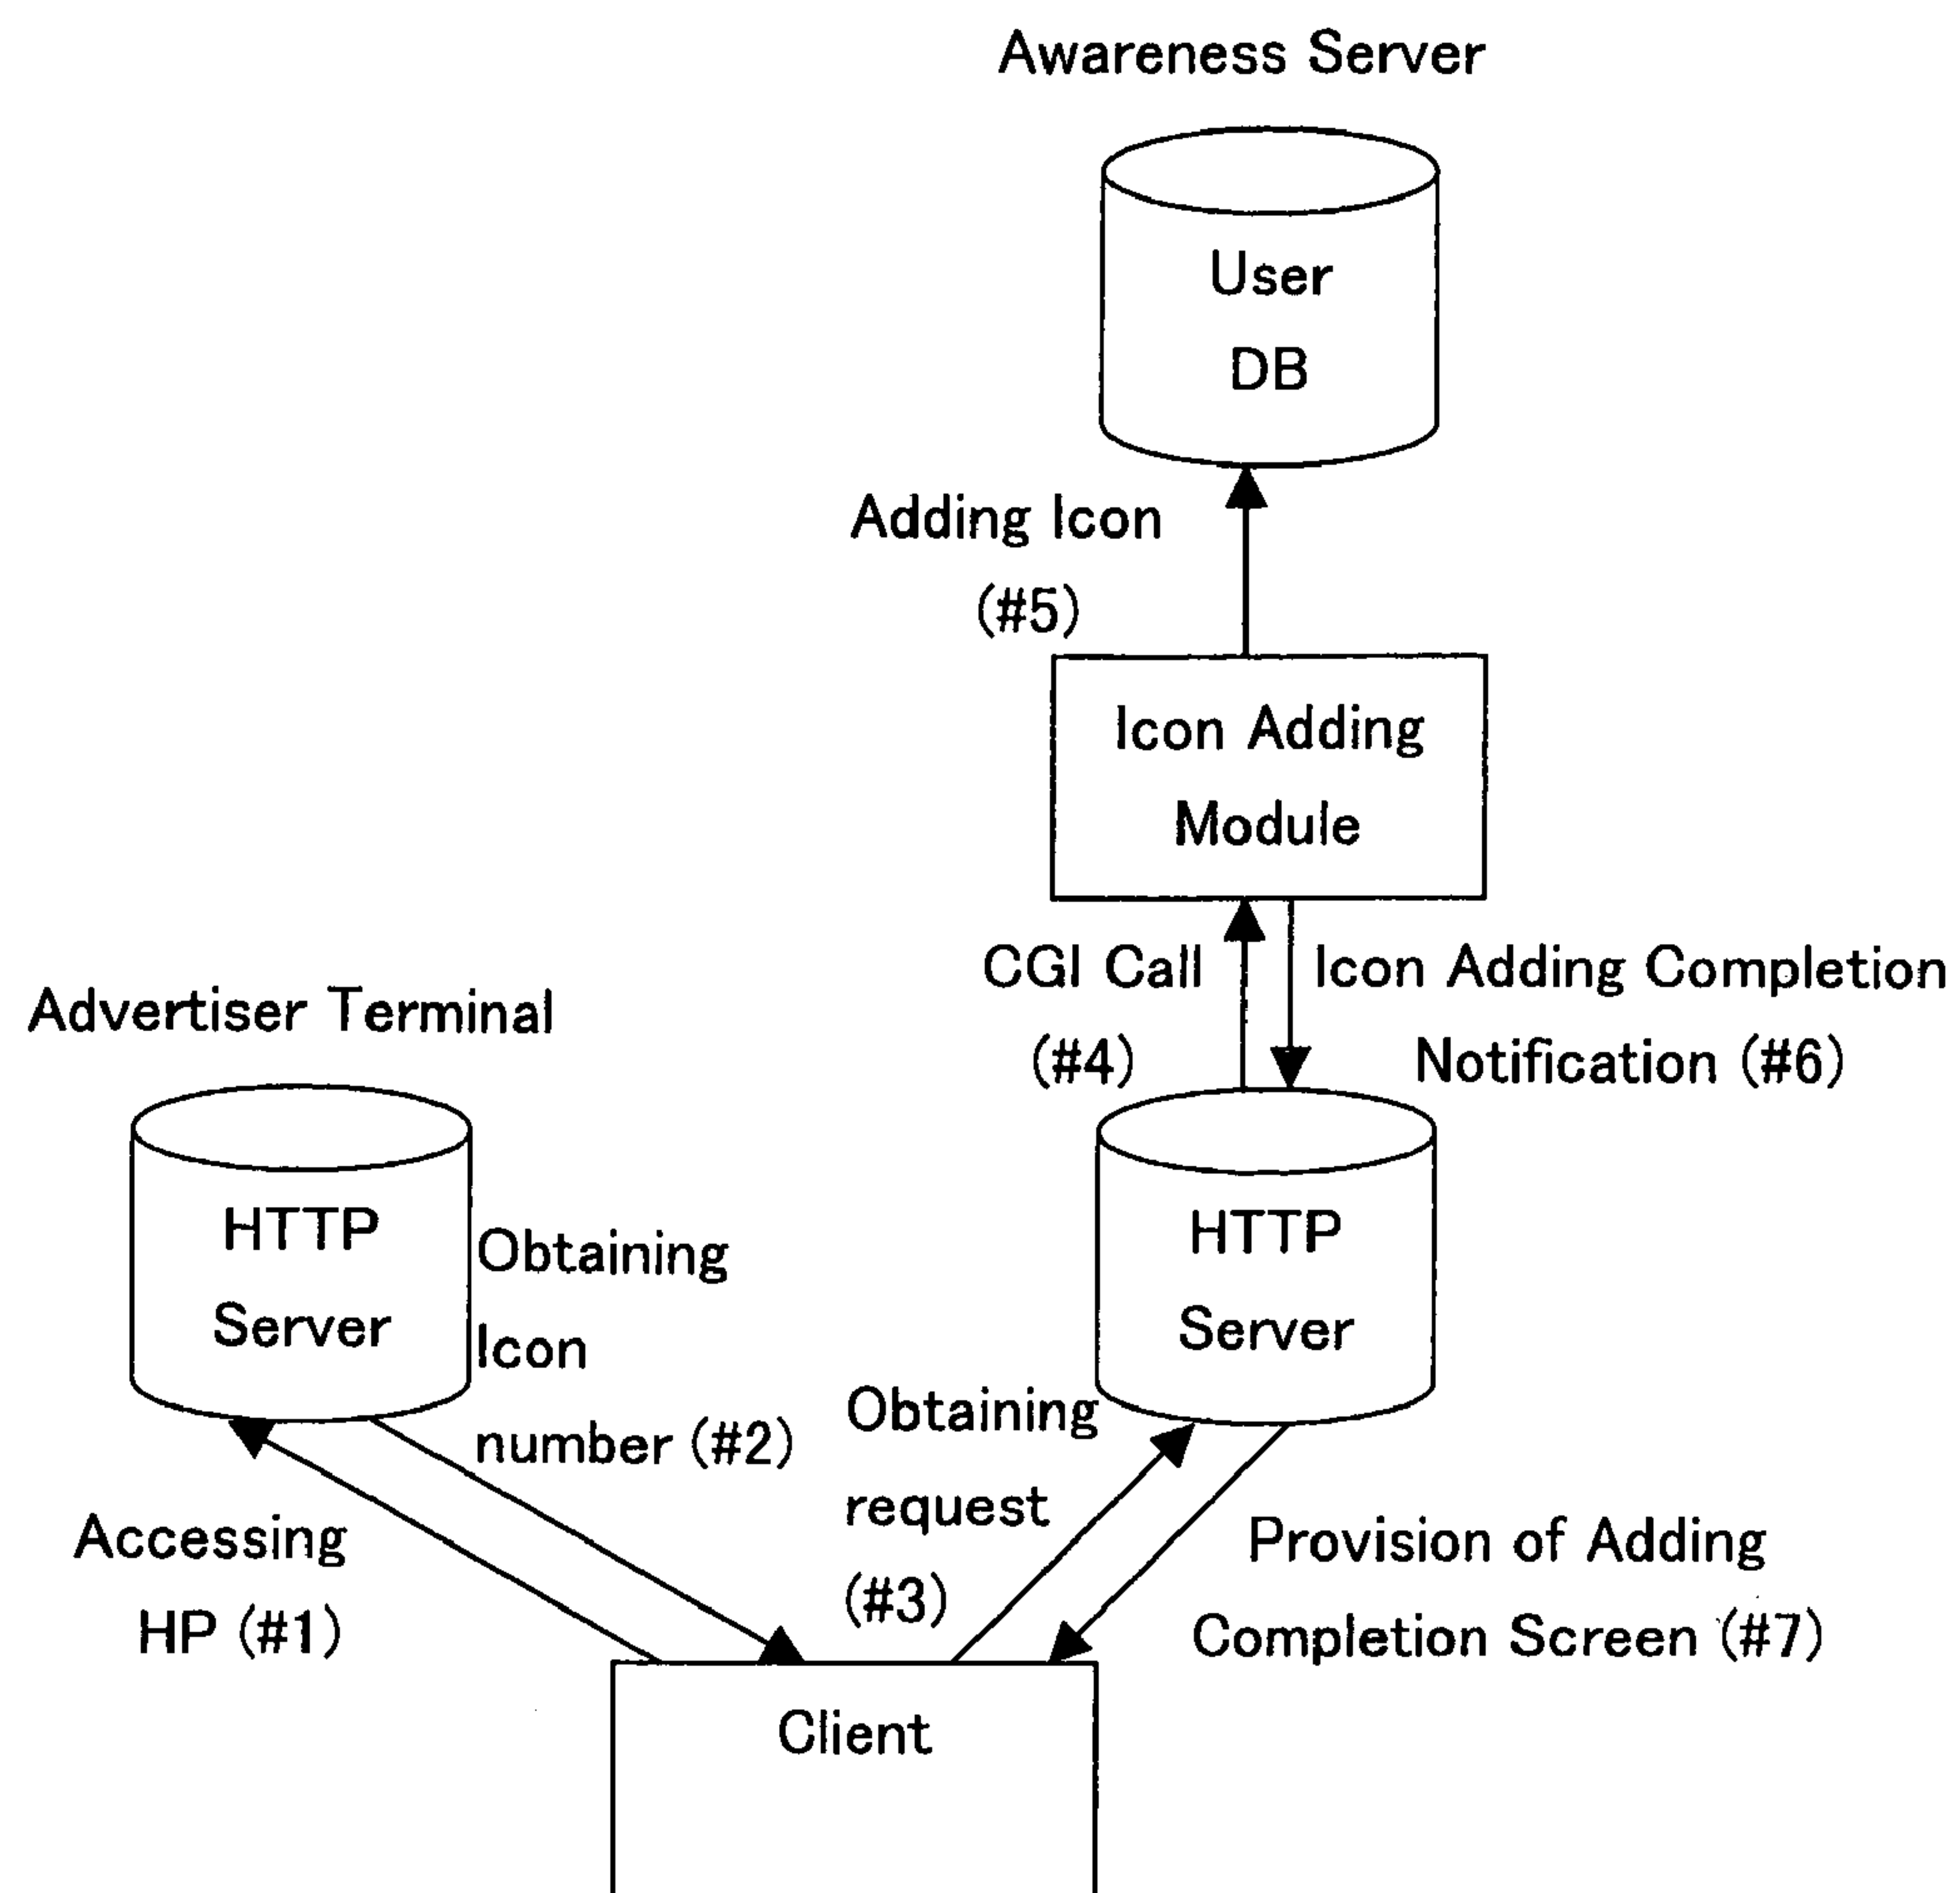 Awareness Server
User
DB
Adding Icon
(#5)
Icon Adding
Module
CGI Call
(#4)
Icon Adding Completion
Notification (#6)
Advertiser Terminal
HTTP
Server
Obtaining
Icon
number (#2)
HTTP
Server
Obtaining
request
(#3)
Accessing
HP (#1)
Provision of Adding
Completion Screen (#7)
Client